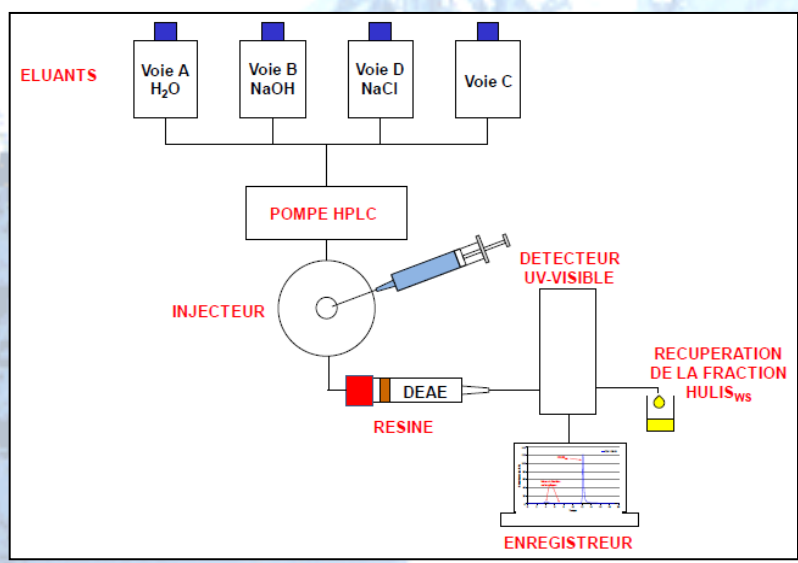 ELUANTS
Voie A
H₂O
Voie B
NaOH
Voie D
NaCl
Voie C
POMPE HPLC
INJECTEUR
DETECTEUR
UV-VISIBLE
DEAE
RESINE
RECUPERATION
DE LA FRACTION
HULIS_WS
ENREGISTREUR